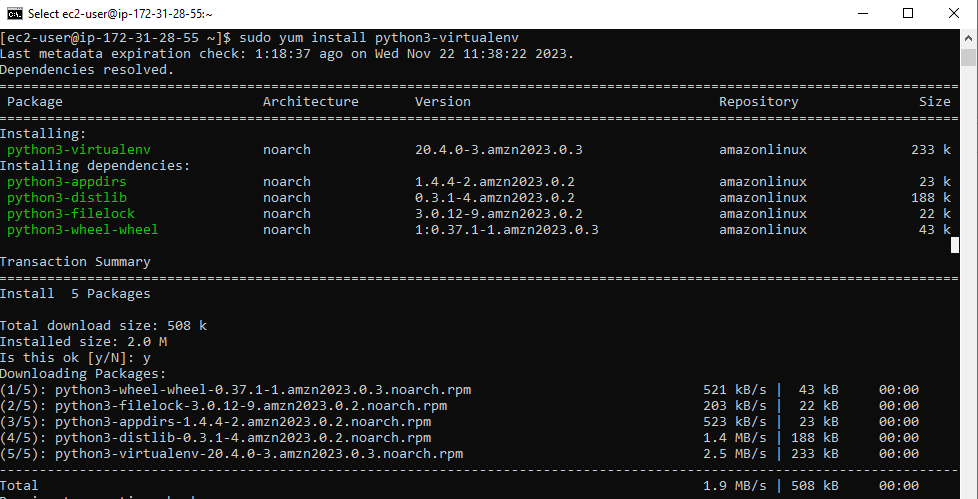 Select ec2-user@ip-172-31-28-55:~
[ec2-user@ip-172-31-28-55 ~]$ sudo yum install python3-virtualenv
Last metadata expiration check: 1:18:37 ago on Wed Nov 22 11:38:22 2023.
Dependencies resolved.
================================================================================
Package Architecture Version Repository Size
================================================================================
Installing:
python3-virtualenv noarch 20.4.0-3.amzn2023.0.3 amazonlinux 233 k
Installing dependencies:
python3-appdirs noarch 1.4.4-2.amzn2023.0.2 amazonlinux 23 k
python3-distlib noarch 0.3.1-4.amzn2023.0.2 amazonlinux 188 k
python3-filelock noarch 3.0.12-9.amzn2023.0.2 amazonlinux 22 k
python3-wheel-wheel noarch 1:0.37.1-1.amzn2023.0.3 amazonlinux 43 k
Transaction Summary
================================================================================
Install 5 Packages
Total download size: 508 k
Installed size: 2.0 M
Is this ok [y/N]: y
Downloading Packages:
(1/5): python3-wheel-wheel-0.37.1-1.amzn2023.0.3.noarch.rpm 521 kB/s | 43 kB 00:00
(2/5): python3-filelock-3.0.12-9.amzn2023.0.2.noarch.rpm 203 kB/s | 22 kB 00:00
(3/5): python3-appdirs-1.4.4-2.amzn2023.0.2.noarch.rpm 523 kB/s | 23 kB 00:00
(4/5): python3-distlib-0.3.1-4.amzn2023.0.2.noarch.rpm 1.4 MB/s | 188 kB 00:00
(5/5): python3-virtualenv-20.4.0-3.amzn2023.0.3.noarch.rpm 2.5 MB/s | 233 kB 00:00
--------------------------------------------------------------------------------
Total 1.9 MB/s | 508 kB 00:00